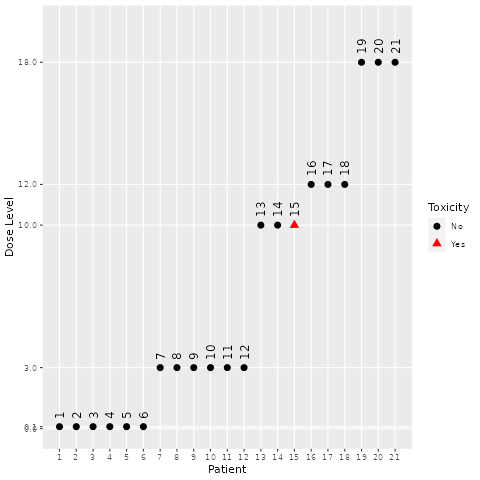 19 20 21
18.0
16 17 18
12.0
13 14 15
10.0
7 8 9 10 11 12
3.0
1 2 3 4 5 6
1 2 3 4 5 6 7 8 9 10 11 12 13 14 15 16 17 18 19 20 21
Patient
Dose Level
Toxicity
No
Yes